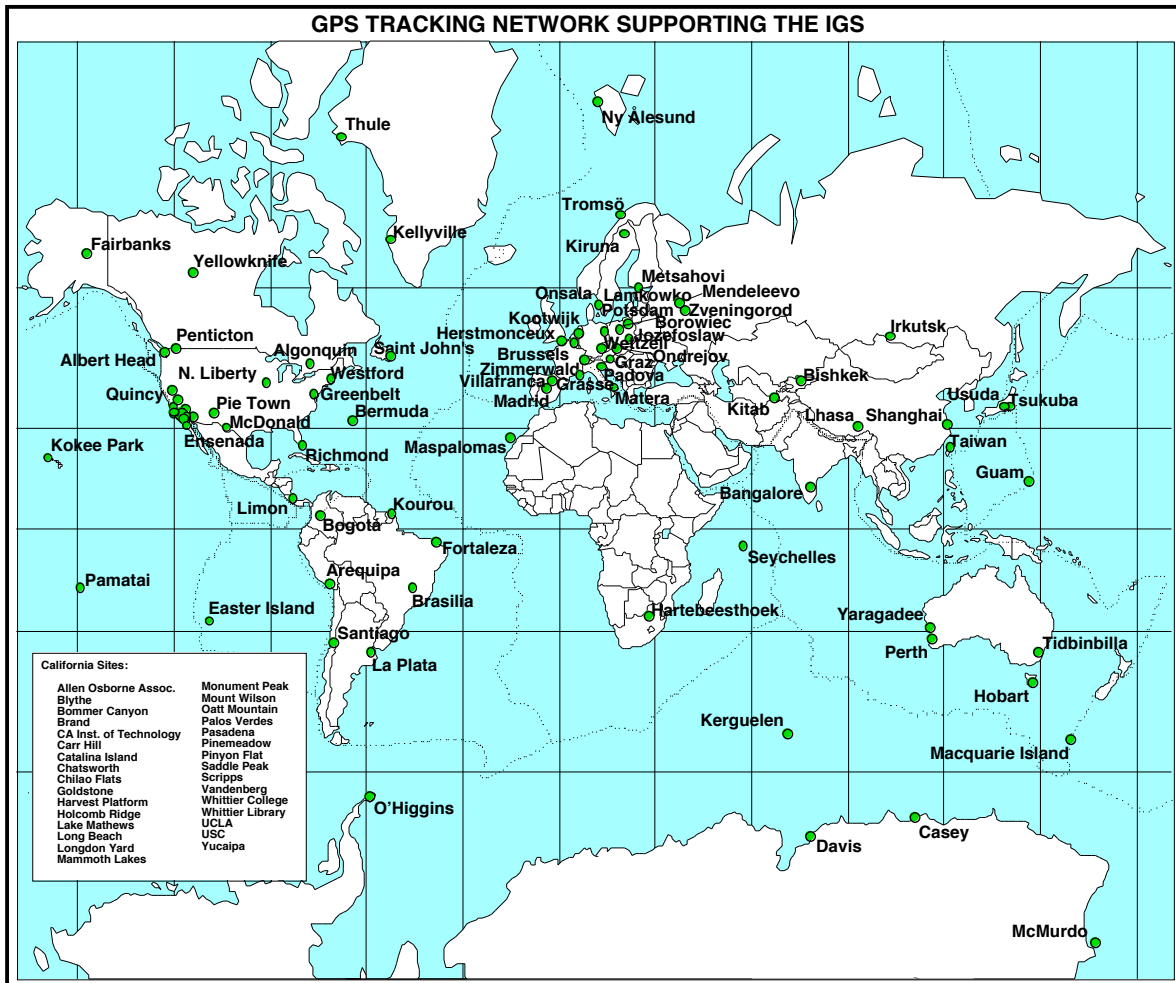 GPS TRACKING NETWORK SUPPORTING THE IGS
Ny Ålesund
Thule
Tromsö
Kellyville
Kiruna
Fairbanks
Yellowknife
Metsahovi
Onsala
Lamkowko
Mendeleevo
Potsdam
Zveningorod
Kootwijk
Borowiec
Irkutsk
Penticton
Herstmonceux
Jozefoslaw
Albert Head
Algonquin
Saint John's
Brussels
Wettzell
Ondrejov
Zimmerwald
Graz
N. Liberty
Westford
Villafranca
Grasse
Padova
Bishkek
Quincy
Pie Town
Greenbelt
Madrid
Matera
Kitab
Usuda
Tsukuba
McDonald
Bermuda
Lhasa
Shanghai
Kokee Park
Ensenada
Richmond
Maspalomas
Taiwan
Guam
Limon
Kourou
Bangalore
Bogotá
Fortaleza
Seychelles
Arequipa
Pamatai
Brasilia
Easter Island
Hartebeesthoek
Yaragadee
Santiago
Perth
Tidbinbilla
La Plata
Hobart
Kerguelen
Macquarie Island
O'Higgins
Davis
Casey
McMurdo
California Sites:
Allen Osborne Assoc.
Blythe
Bommer Canyon
Brand
CA Inst. of Technology
Carr Hill
Catalina Island
Chatsworth
Chilao Flats
Goldstone
Harvest Platform
Holcomb Ridge
Lake Mathews
Long Beach
Longdon Yard
Mammoth Lakes
Monument Peak
Mount Wilson
Oatt Mountain
Palos Verdes
Pasadena
Pinemeadow
Pinyon Flat
Saddle Peak
Scripps
Vandenberg
Whittier College
Whittier Library
UCLA
USC
Yucaipa